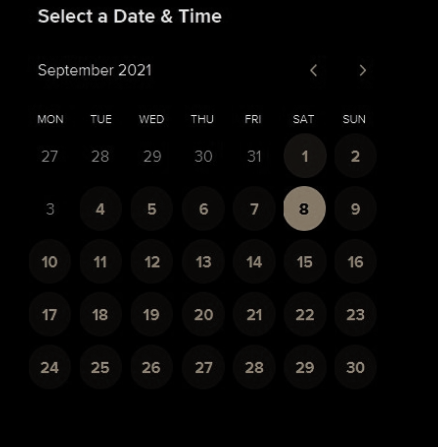 Select a Date & Time
September 2021
MON TUE WED THU FRI SAT SUN
27 28 29 30 31 1 2
3 4 5 6 7 8 9
10 11 12 13 14 15 16
17 18 19 20 21 22 23
24 25 26 27 28 29 30